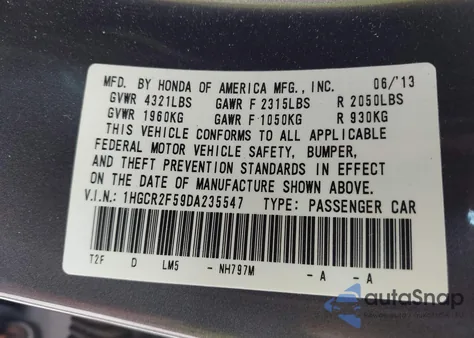 MFD. BY HONDA OF AMERICA MFG., INC. 06/'13
GVWR 4321LBS GAWR F 2315LBS R 2050LBS
GVWR 1960KG GAWR F 1050KG R 930KG
THIS VEHICLE CONFORMS TO ALL APPLICABLE
FEDERAL MOTOR VEHICLE SAFETY, BUMPER,
AND THEFT PREVENTION STANDARDS IN EFFECT
ON THE DATE OF MANUFACTURE SHOWN ABOVE.
V.I.N.: 1HGCR2F59DA235547 TYPE: PASSENGER CAR
T2F D LM5 - NH797M -A -A
autaSnap